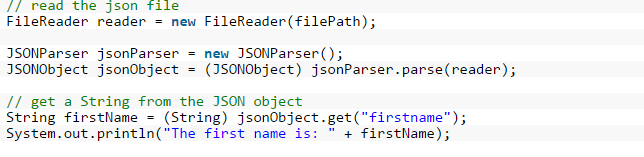 // read the json file
FileReader reader = new FileReader(filePath);
JSONParser jsonParser = new JSONParser();
JSONObject jsonObject = (JSONObject) jsonParser.parse(reader);
// get a String from the JSON object
String firstName = (String) jsonObject.get("firstname");
System.out.println("The first name is: " + firstName);